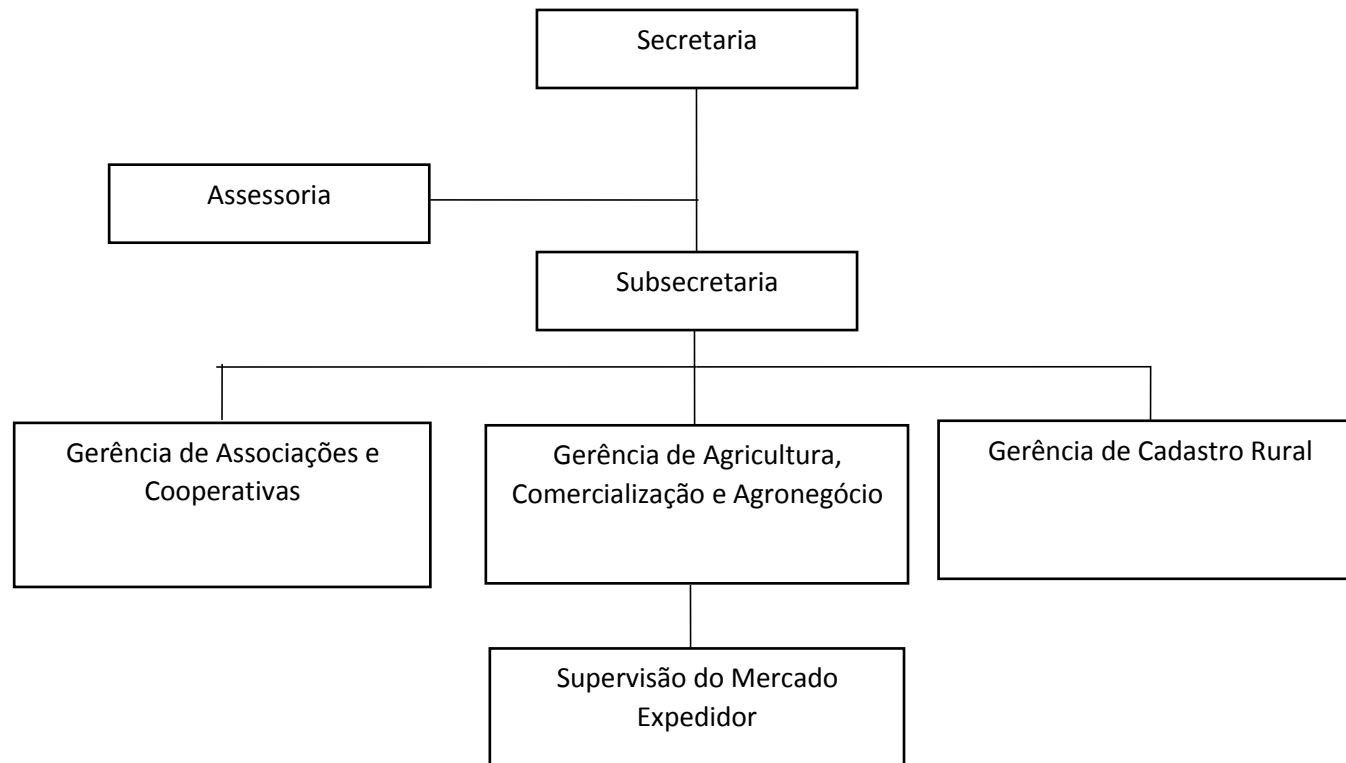 Secretaria
Assessoria
Subsecretaria
Gerência de Associações e
Cooperativas
Gerência de Agricultura,
Comercialização e Agronegócio
Gerência de Cadastro Rural
Supervisão do Mercado
Expedidor